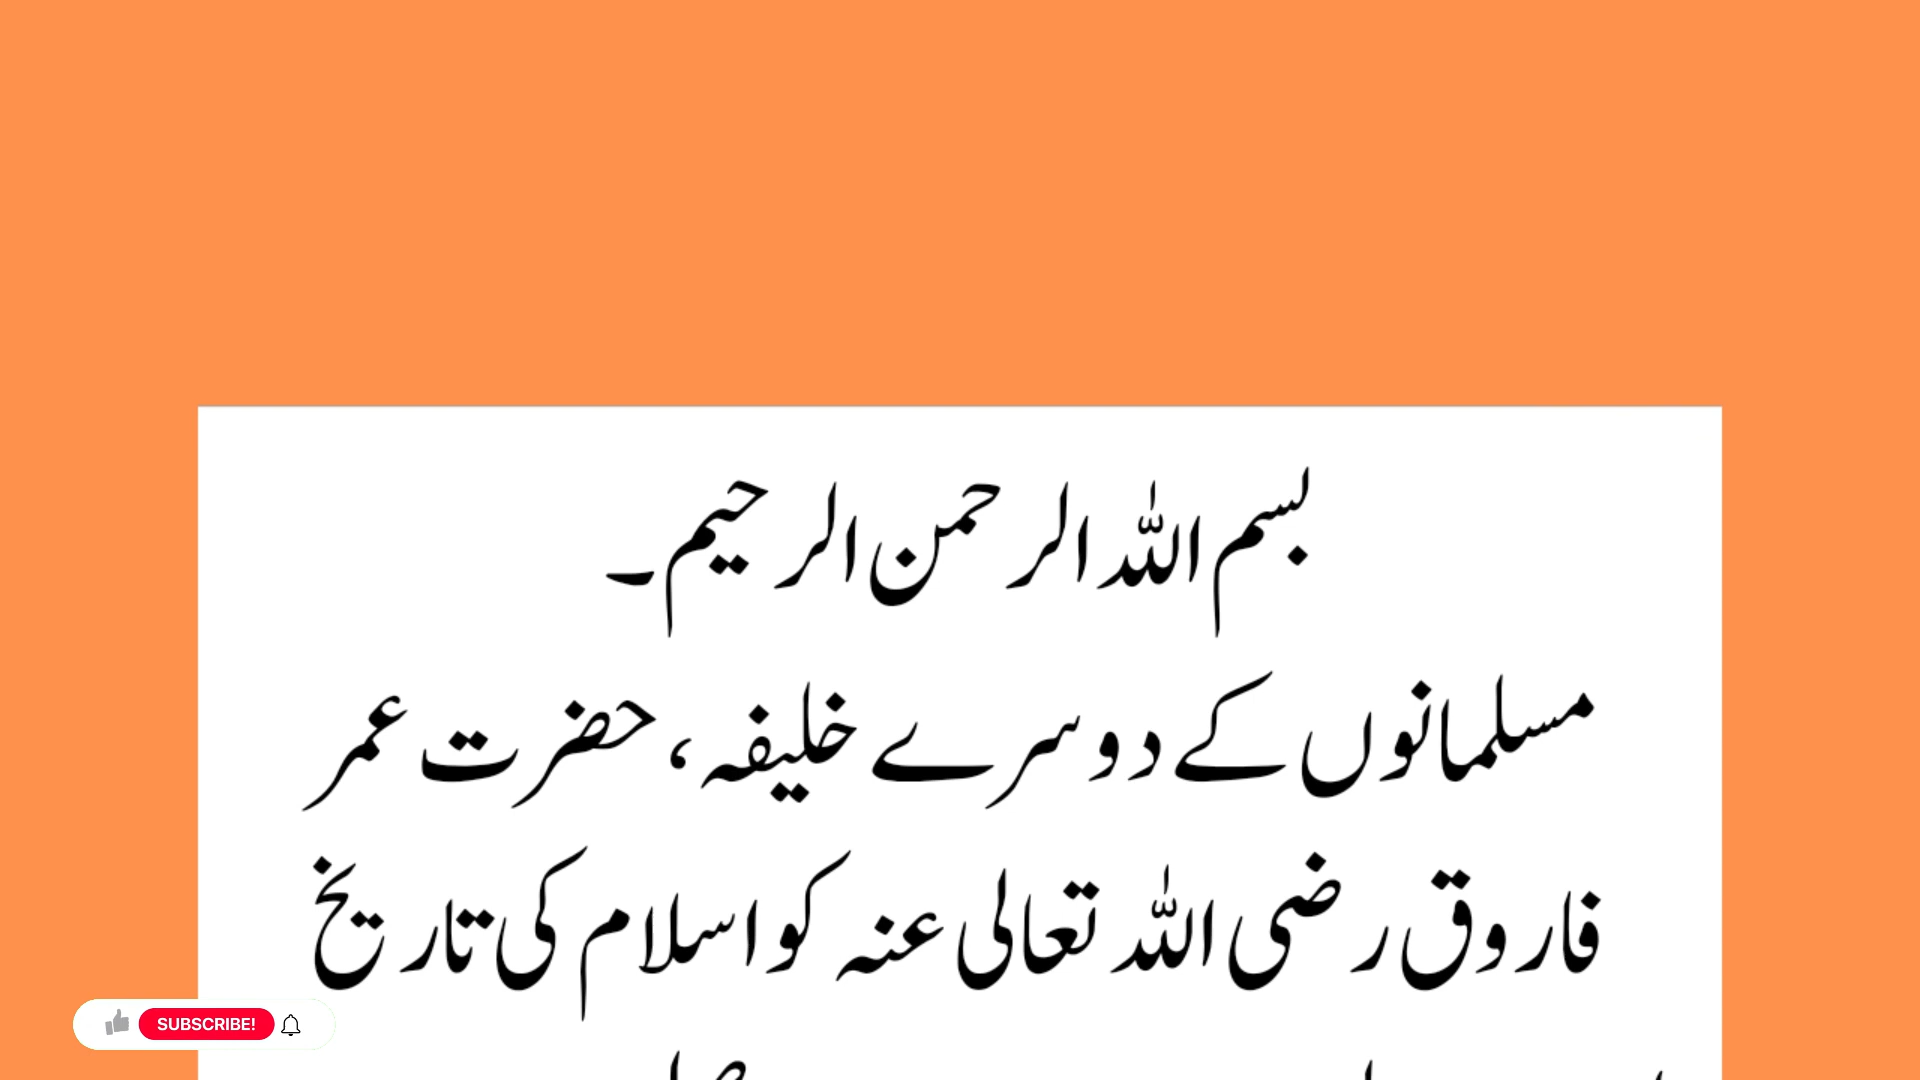 بسم اللہ الرحمن الرحیم۔
مسلمانوں کے دوسرے خلیفہ، حضرت عمر
فاروق رضی اللہ تعالی عنہ کو اسلام کی تاریخ
SUBSCRIBE!